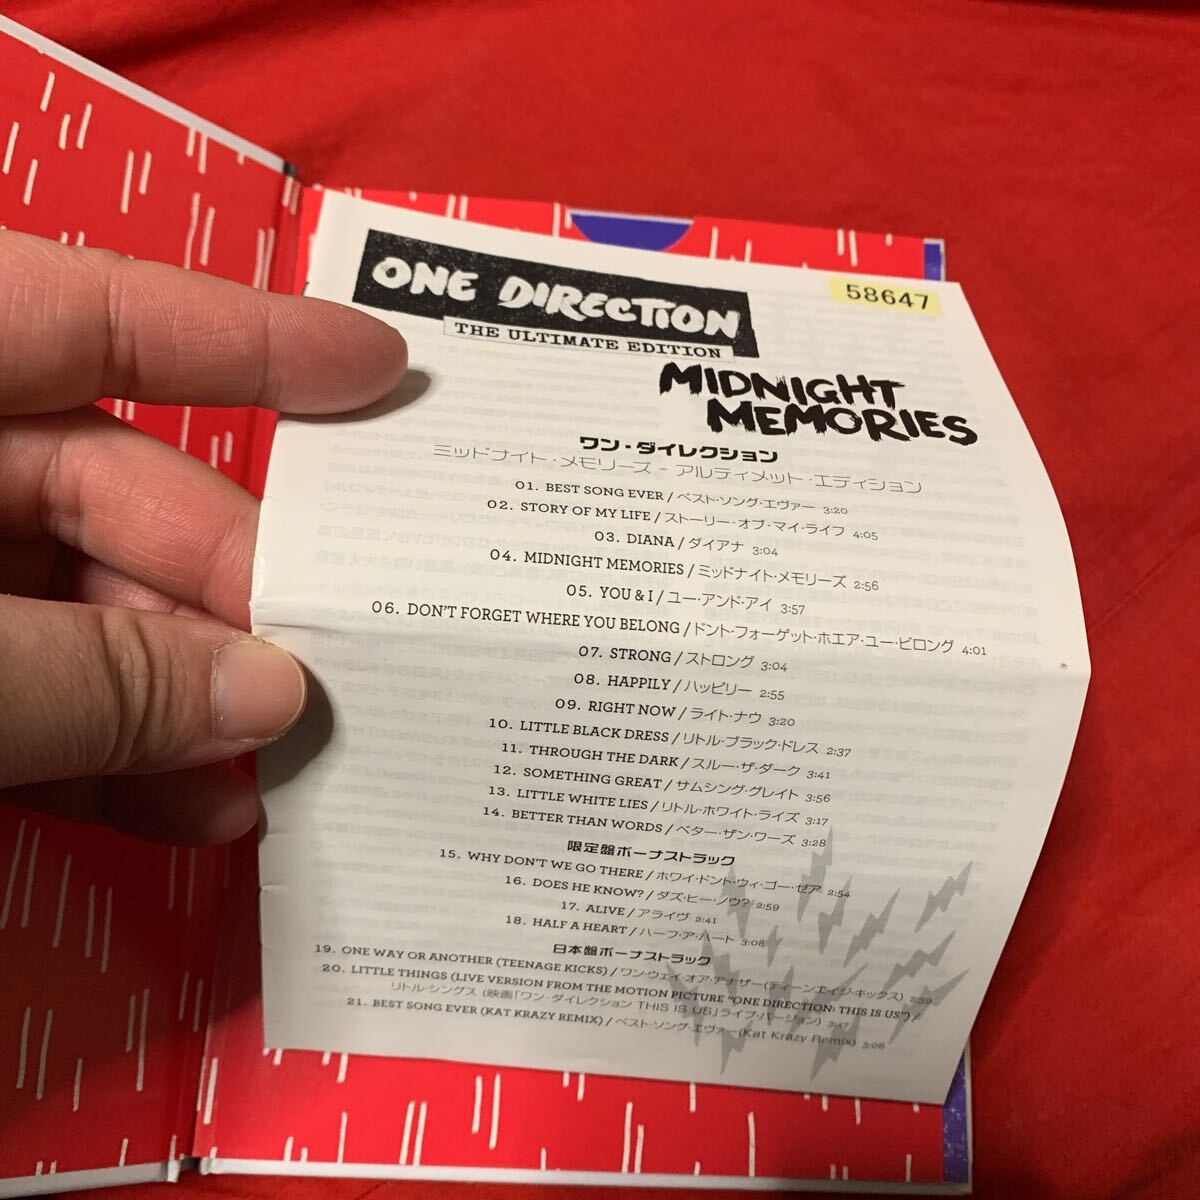 ONE DIRECTION
58647
THE ULTIMATE EDITION
MIDNIGHT
MEMORIES
ワン・ダイレクション
ミッドナイト・メモリーズ - アルティメット・エディション
01. BEST SONG EVER / ベスト・ソング・エヴァー 3:20
02. STORY OF MY LIFE / ストーリー・オブ・マイ・ライフ 4:05
03. DIANA / ダイアナ 3:04
04. MIDNIGHT MEMORIES / ミッドナイト・メモリーズ 2:56
05. YOU & I / ユー・アンド・アイ 3:57
06. DON'T FORGET WHERE YOU BELONG / ドント・フォーゲット・ホエア・ユー・ビロング 4:01
07. STRONG / ストロング 3:04
08. HAPPILY / ハッピリー 2:55
09. RIGHT NOW / ライト・ナウ 3:20
10. LITTLE BLACK DRESS / リトル・ブラック・ドレス 2:37
11. THROUGH THE DARK / スルー・ザ・ダーク 3:41
12. SOMETHING GREAT / サムシング・グレイト 3:56
13. LITTLE WHITE LIES / リトル・ホワイト・ライズ 3:17
14. BETTER THAN WORDS / ベター・ザン・ワーズ 3:28
限定盤ボーナストラック
15. WHY DON'T WE GO THERE / ホワイ・ドント・ウィ・ゴー・ゼア 2:54
16. DOES HE KNOW? / ダズ・ヒー・ノウ? 2:59
17. ALIVE / アライヴ 2:41
18. HALF A HEART / ハーフ・ア・ハート 3:08
日本盤ボーナストラック
19. ONE WAY OR ANOTHER (TEENAGE KICKS) / ワン・ウェイ・オア・アナザー(ティーンエイジ・キックス) 2:39
20. LITTLE THINGS (LIVE VERSION FROM THE MOTION PICTURE "ONE DIRECTION: THIS IS US") /
リトル・シングス (映画「ワン・ダイレクション THIS IS US」ライブ・バージョン) 3:47
21. BEST SONG EVER (KAT KRAZY REMIX) / ベスト・ソング・エヴァー(Kat Krazy Remix) 3:06